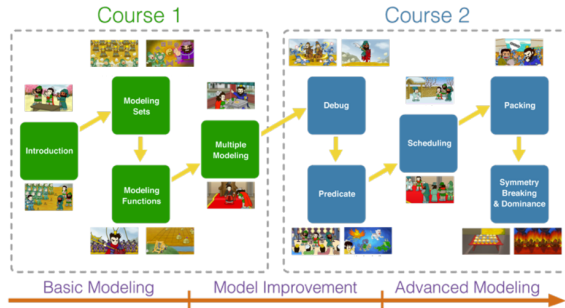 Course 1
Course 2
Introduction
Modeling
Sets
Modeling
Functions
Multiple
Modeling
Debug
Predicate
Scheduling
Packing
Symmetry
Breaking
& Dominance
Basic Modeling
Model Improvement
Advanced Modeling